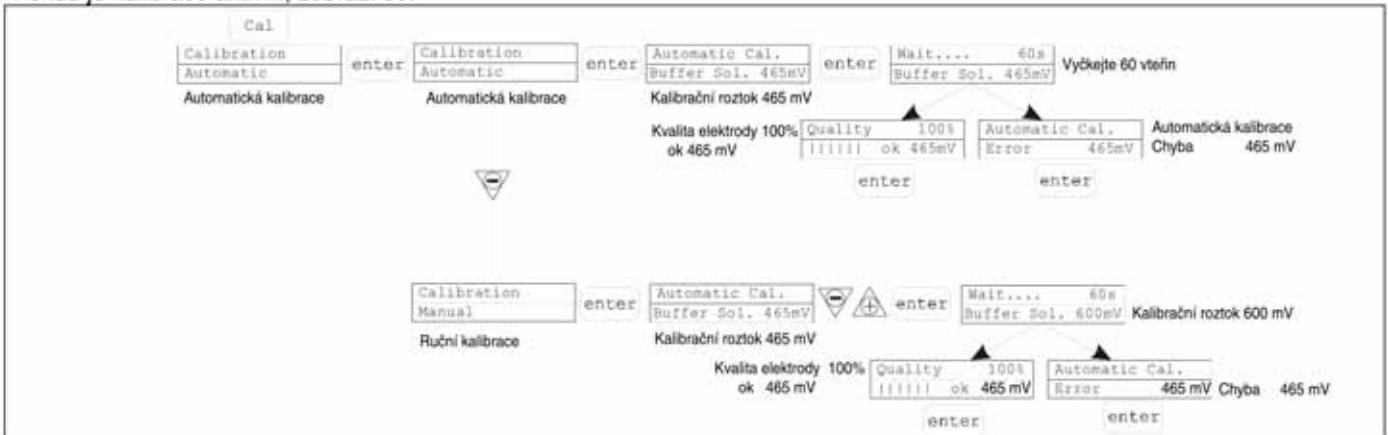 Cal
Calibration
Automatic
enter
Calibration
Automatic
enter
Automatic Cal.
Buffer Sol. 465mV
enter
Wait.... 60s
Buffer Sol. 465mV
Vyčkejte 60 vteřin
Automatická kalibrace
Automatická kalibrace
Kalibrační roztok 465 mV
Kvalita elektrody 100%
ok 465 mV
Quality 100%
|||||| ok 465mV
Automatic Cal.
Error 465mV
Automatická kalibrace
Chyba 465 mV
enter
enter
Calibration
Manual
enter
Automatic Cal.
Buffer Sol. 465mV
enter
Wait.... 60s
Buffer Sol. 600mV
Kalibrační roztok 600 mV
Ruční kalibrace
Kalibrační roztok 465 mV
Kvalita elektrody 100%
ok 465 mV
Quality 100%
|||||| ok 465 mV
Automatic Cal.
Error 465 mV
Chyba 465 mV
enter
enter